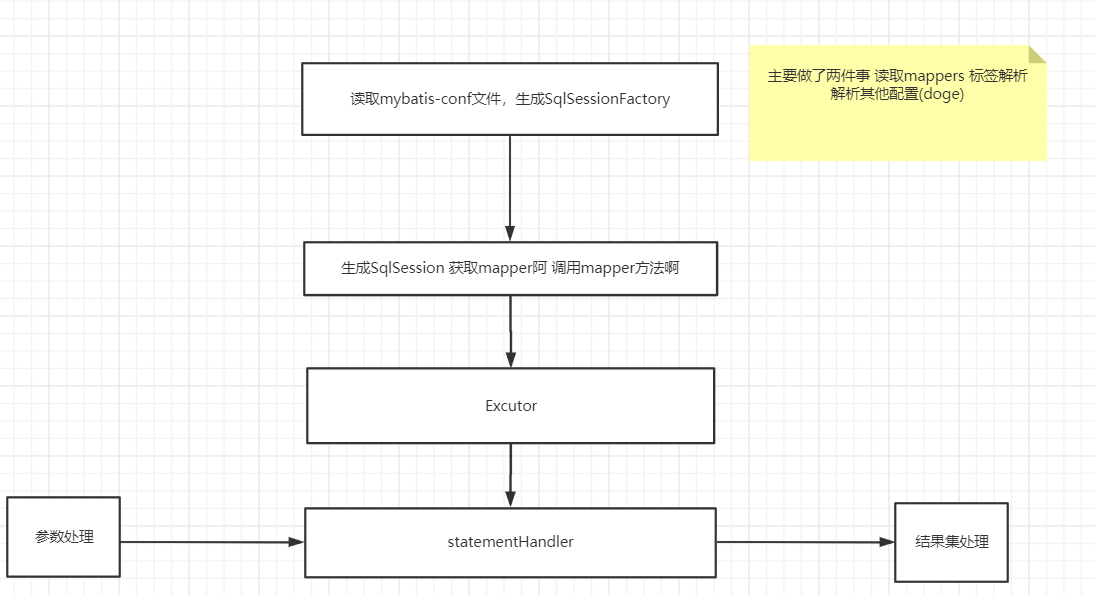 读取mybatis-conf文件，生成SqlSessionFactory
主要做了两件事 读取mappers 标签解析
解析其他配置(doge)
生成SqlSession 获取mapper阿 调用mapper方法啊
Excutor
参数处理
statementHandler
结果集处理